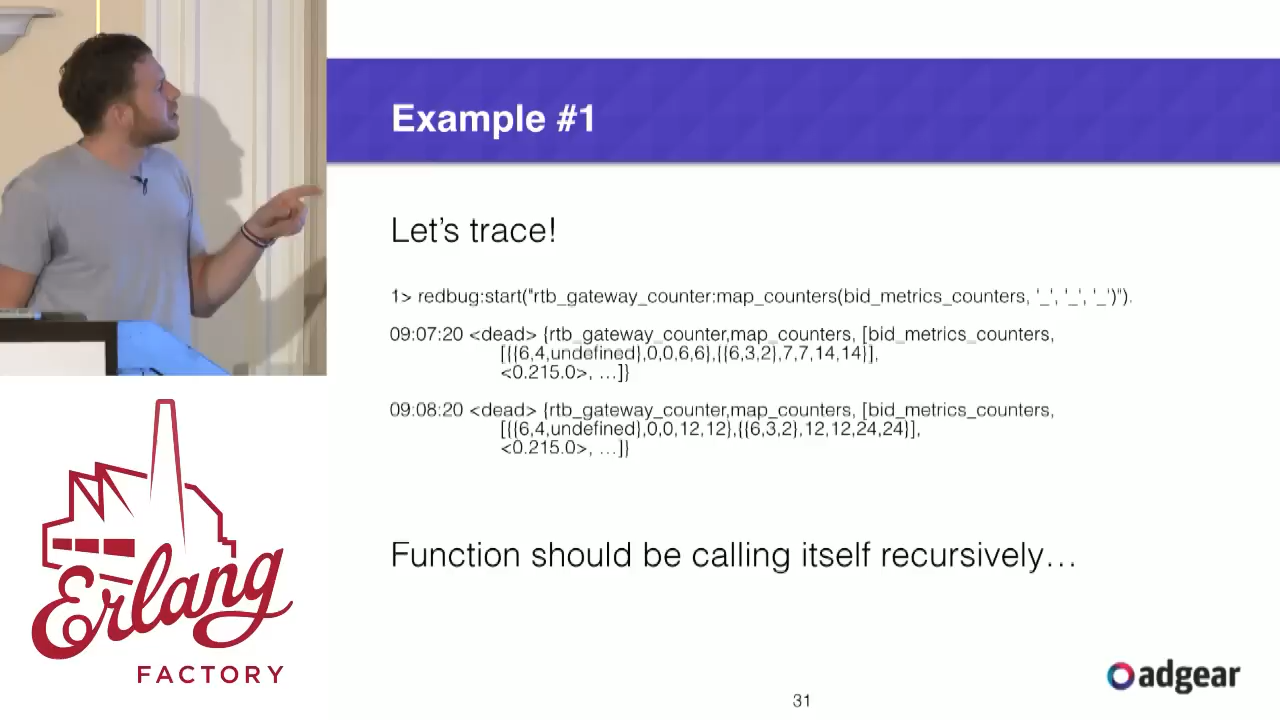 Example #1
Let's trace!
1> redbug:start("rtb_gateway_counter:map_counters(bid_metrics_counters, '_', '_', '_')").
09:07:20 <dead> {rtb_gateway_counter,map_counters, [bid_metrics_counters,
[{{6,4,undefined},0,0,6,6},{{6,3,2},7,7,14,14}],
<0.215.0>, …]}
09:08:20 <dead> {rtb_gateway_counter,map_counters, [bid_metrics_counters,
[{{6,4,undefined},0,0,12,12},{{6,3,2},12,12,24,24}],
<0.215.0>, …]}
Function should be calling itself recursively…
Erlang
FACTORY
adgear
31